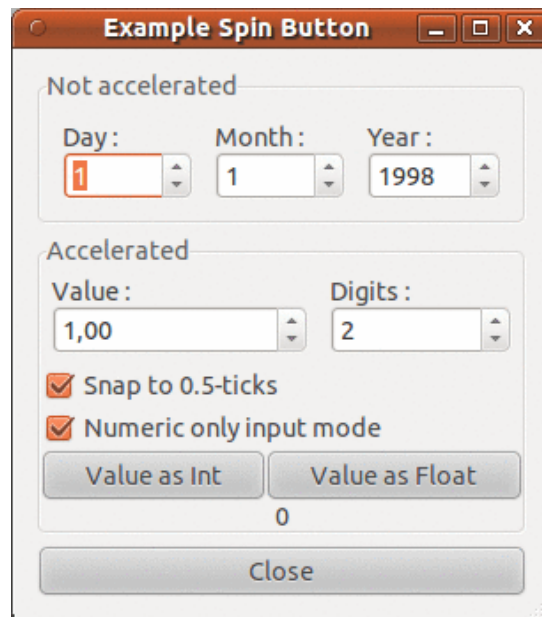 Example Spin Button
Not accelerated
Day : Month : Year :
1 1 1998
Accelerated
Value : Digits :
1,00 2
Snap to 0.5-ticks
Numeric only input mode
Value as Int Value as Float
0
Close